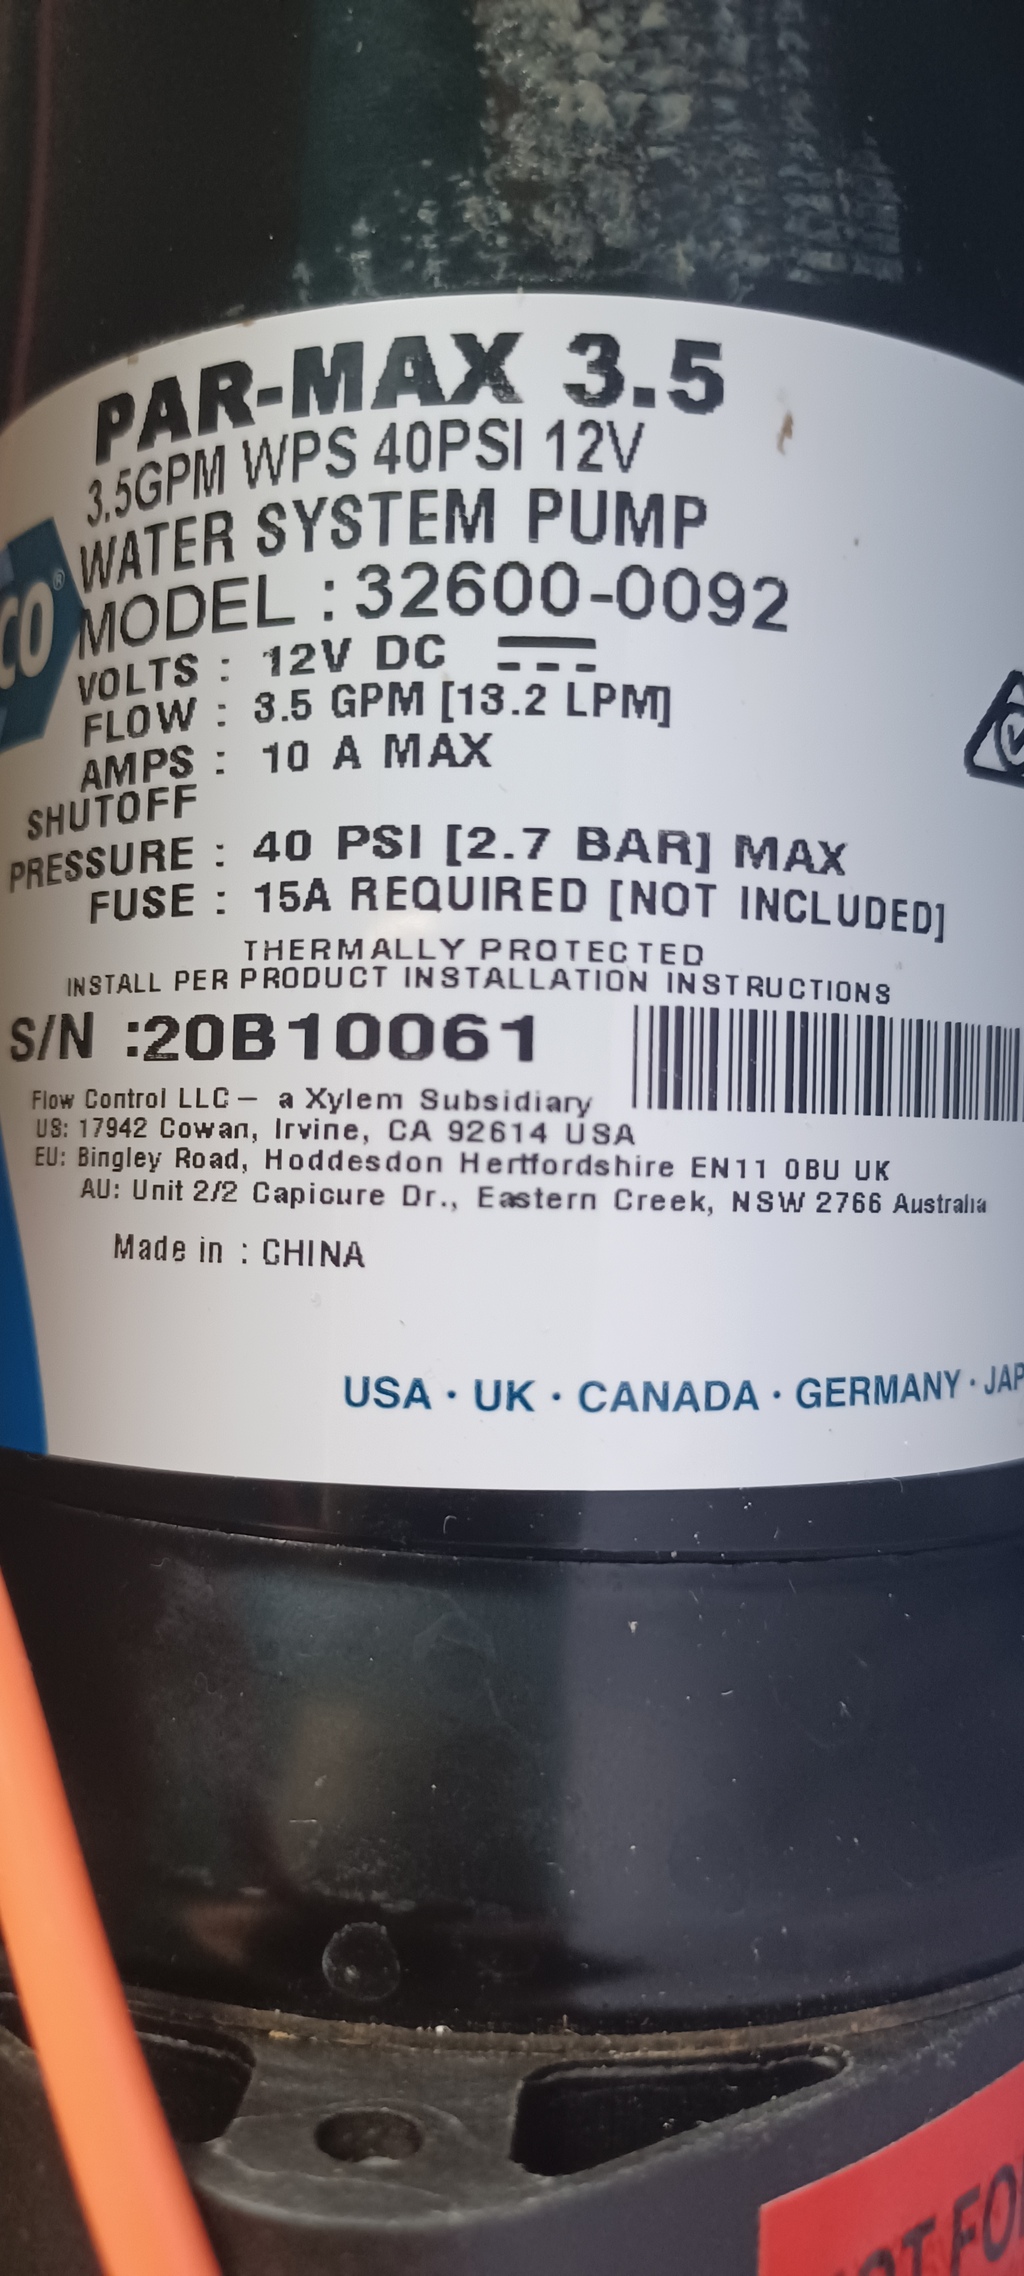 PAR-MAX 3.5
3.5GPM WPS 40PSI 12V
WATER SYSTEM PUMP
CO®
MODEL : 32600-0092
VOLTS : 12V DC
FLOW : 3.5 GPM [13.2 LPM]
AMPS : 10 A MAX
SHUTOFF
PRESSURE : 40 PSI [2.7 BAR] MAX
FUSE : 15A REQUIRED [NOT INCLUDED]
THERMALLY PROTECTED
INSTALL PER PRODUCT INSTALLATION INSTRUCTIONS
S/N :20B10061
Flow Control LLC – a Xylem Subsidiary
US: 17942 Cowan, Irvine, CA 92614 USA
EU: Bingley Road, Hoddesdon Hertfordshire EN11 0BU UK
AU: Unit 2/2 Capicure Dr., Eastern Creek, NSW 2766 Australia
Made in : CHINA
USA · UK · CANADA · GERMANY · JAP
FO